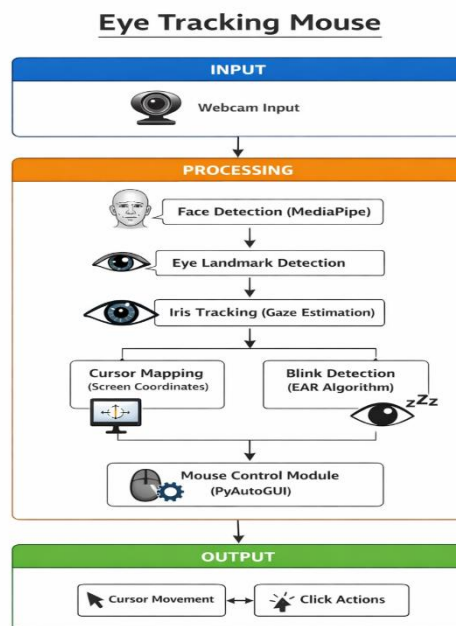 Eye Tracking Mouse
INPUT
Webcam Input
PROCESSING
Face Detection (MediaPipe)
Eye Landmark Detection
Iris Tracking (Gaze Estimation)
Cursor Mapping
(Screen Coordinates)
Blink Detection
(EAR Algorithm)
zZZz
Mouse Control Module
(PyAutoGUI)
OUTPUT
Cursor Movement
Click Actions